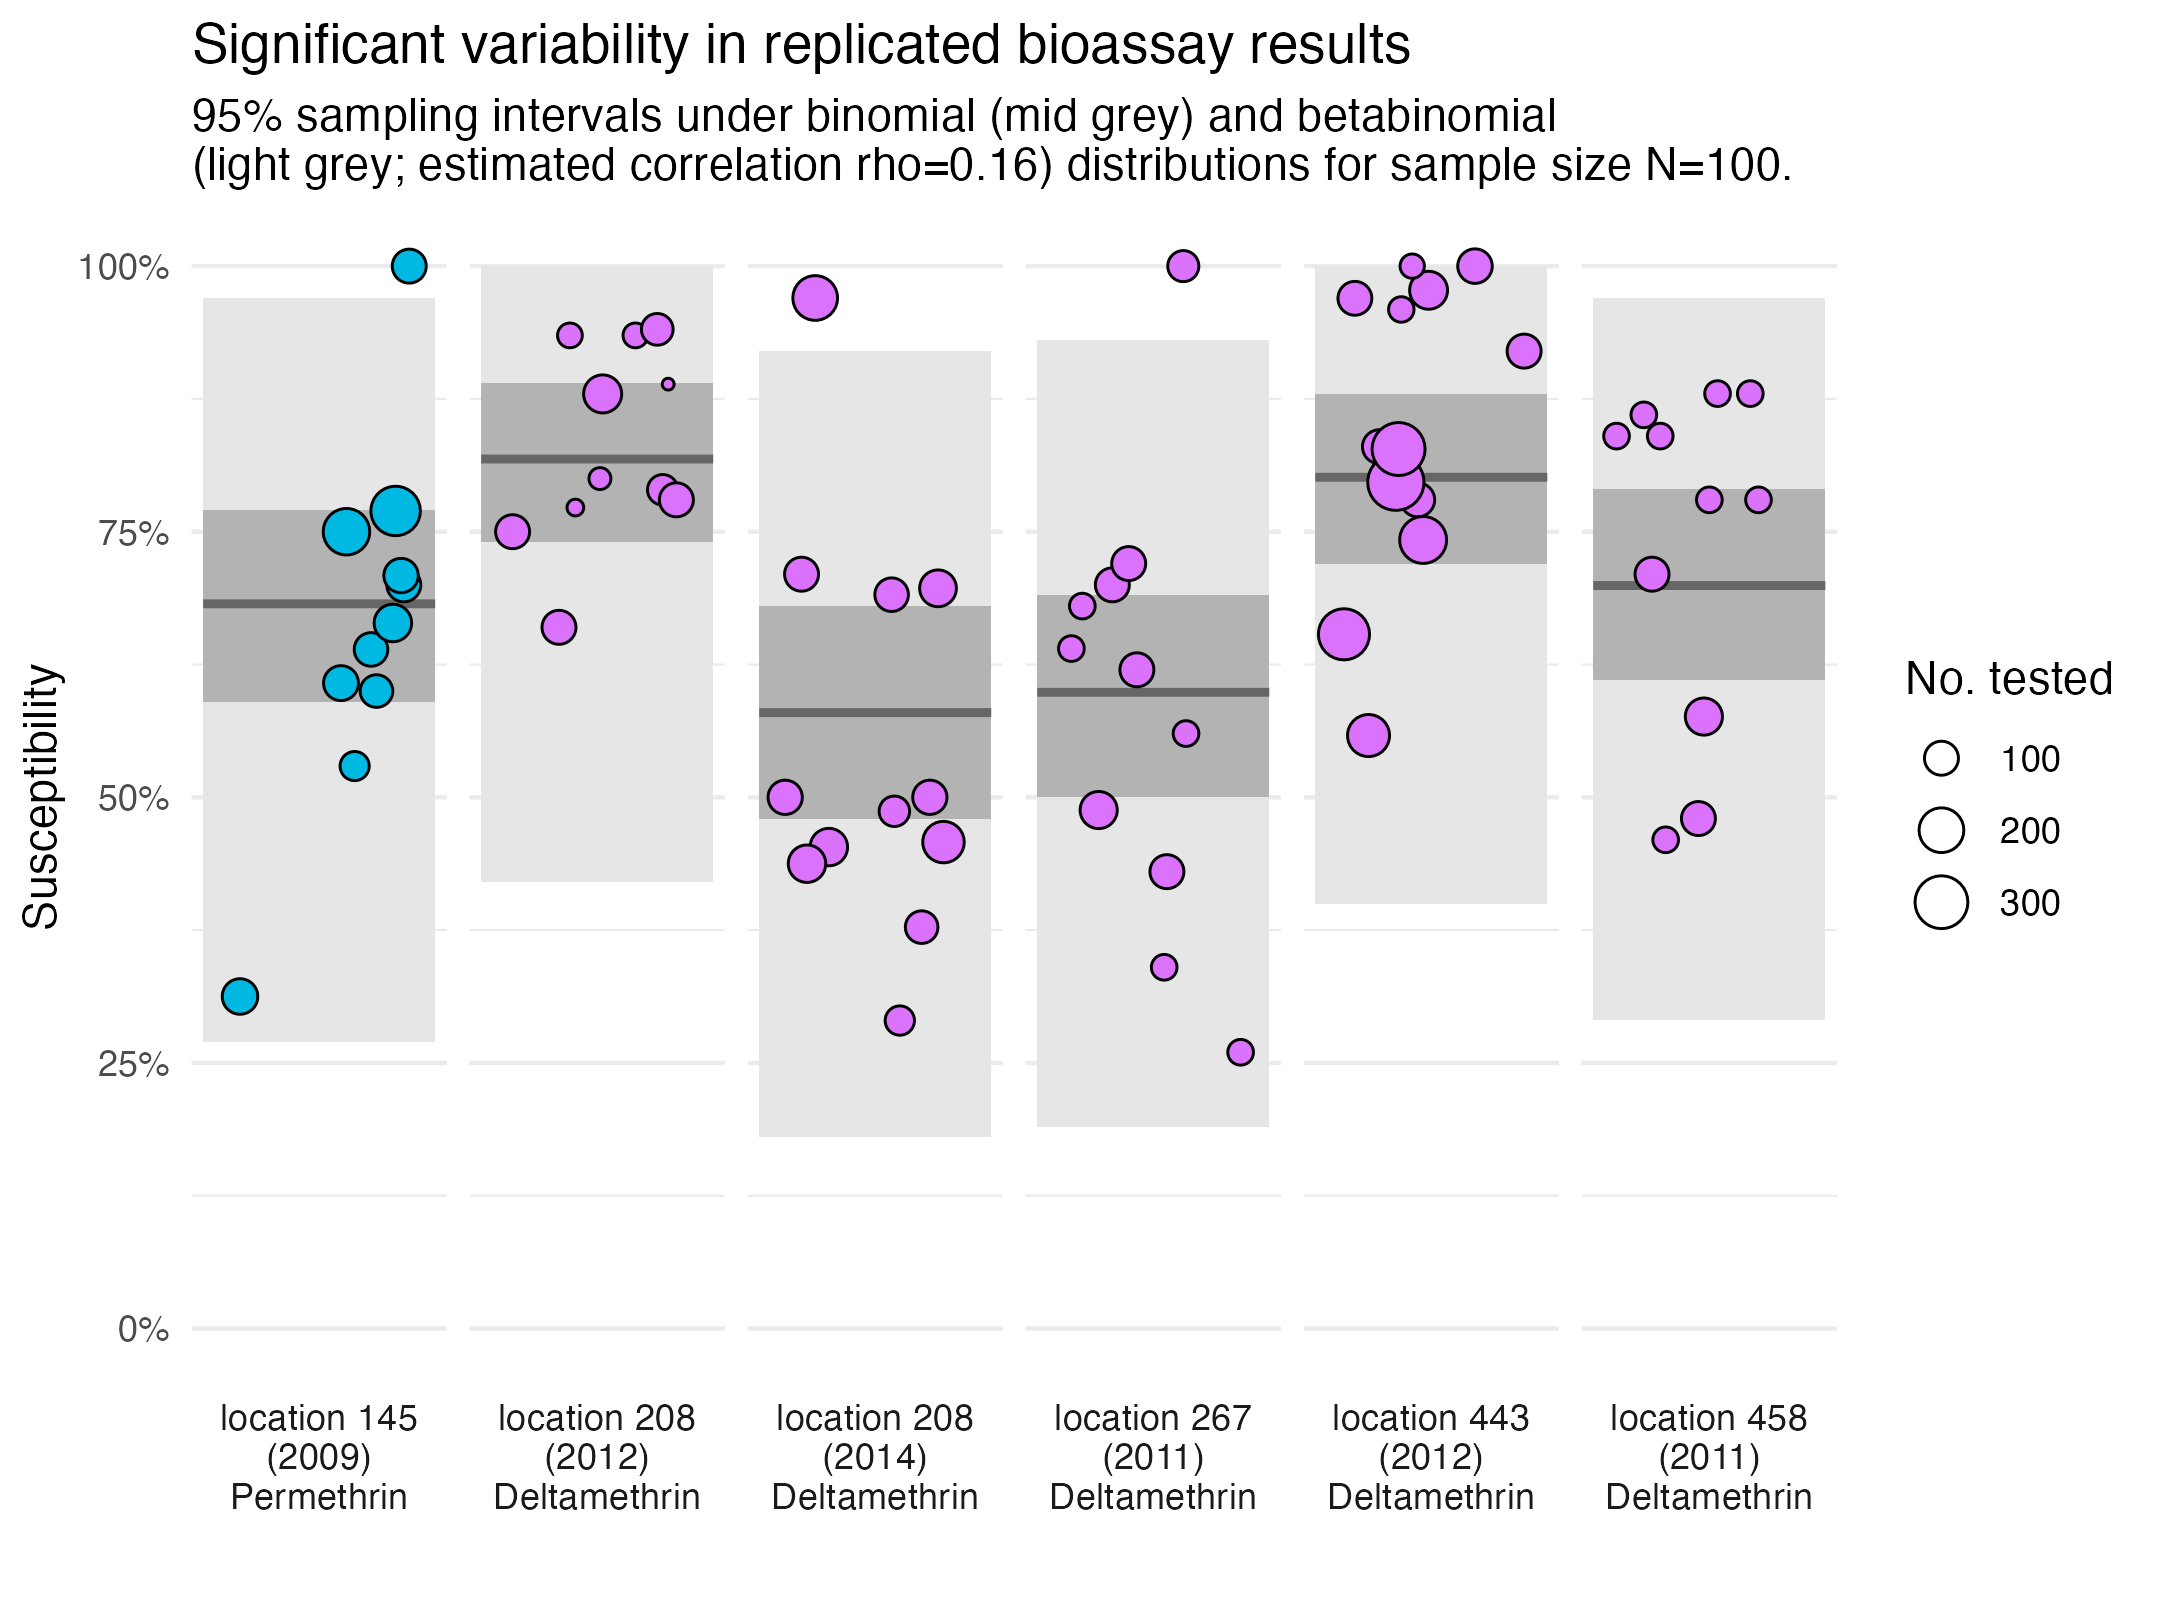 Significant variability in replicated bioassay results
95% sampling intervals under binomial (mid grey) and betabinomial
(light grey; estimated correlation rho=0.16) distributions for sample size N=100.
Susceptibility
100%
75%
50%
25%
0%
location 145
(2009)
Permethrin
location 208
(2012)
Deltamethrin
location 208
(2014)
Deltamethrin
location 267
(2011)
Deltamethrin
location 443
(2012)
Deltamethrin
location 458
(2011)
Deltamethrin
No. tested
100
200
300